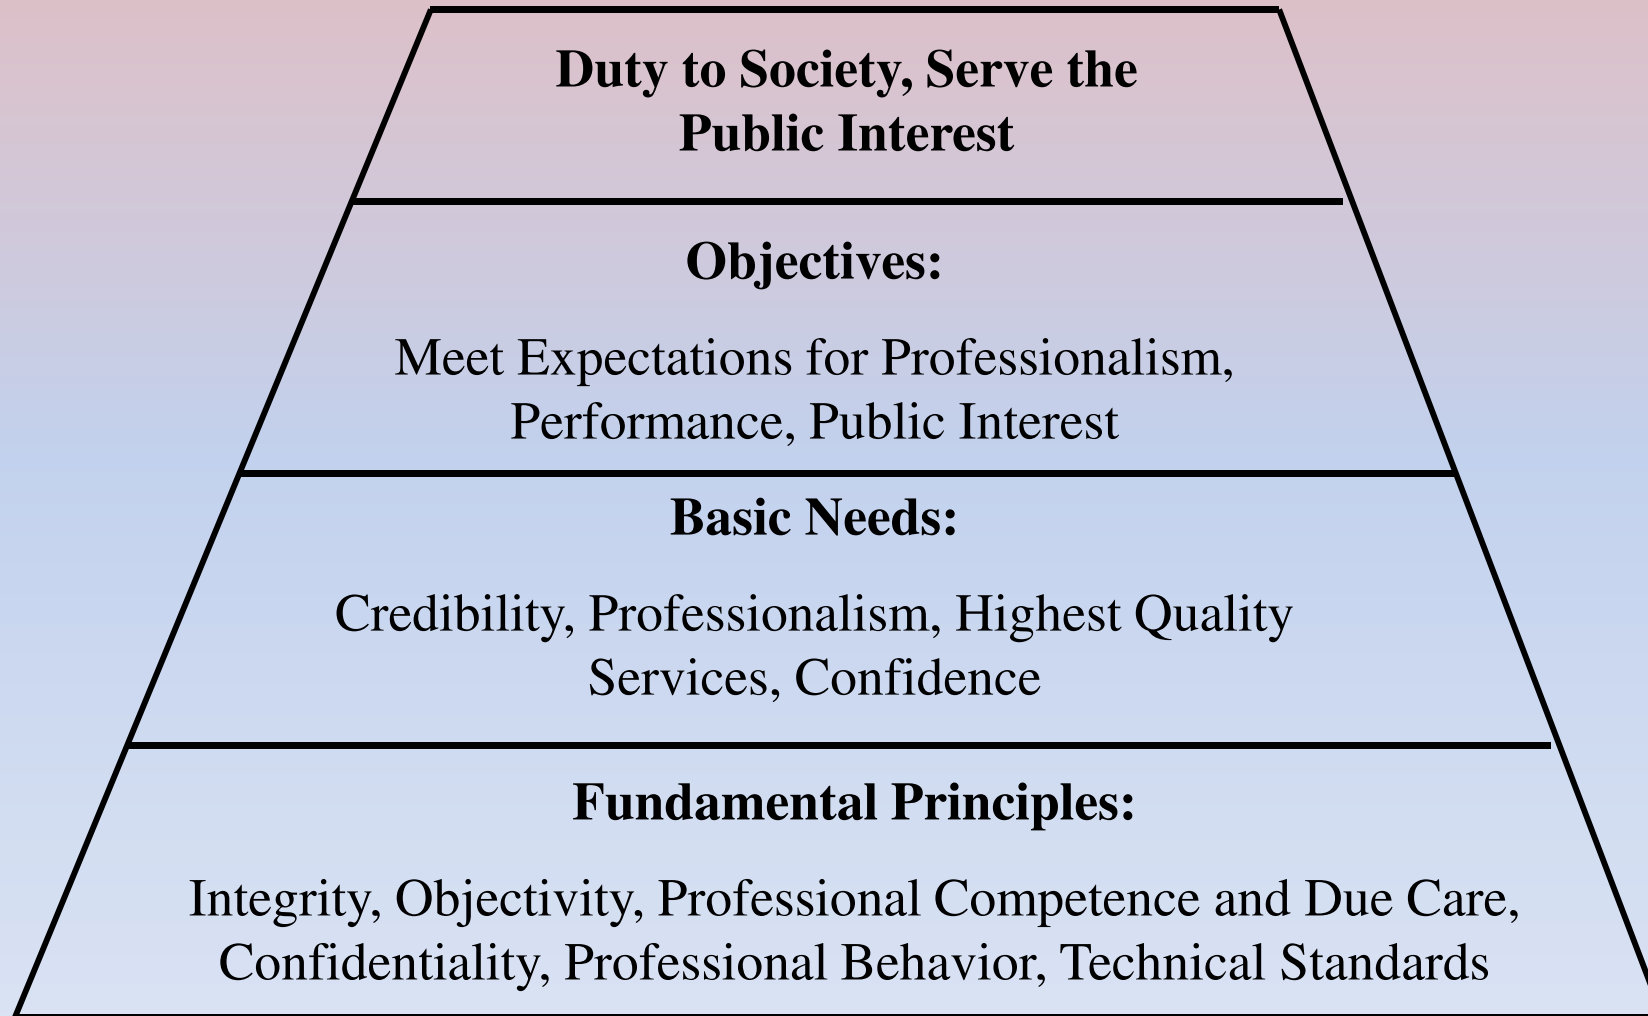 Duty to Society, Serve the
Public Interest
Objectives:
Meet Expectations for Professionalism,
Performance, Public Interest
Basic Needs:
Credibility, Professionalism, Highest Quality
Services, Confidence
Fundamental Principles:
Integrity, Objectivity, Professional Competence and Due Care,
Confidentiality, Professional Behavior, Technical Standards